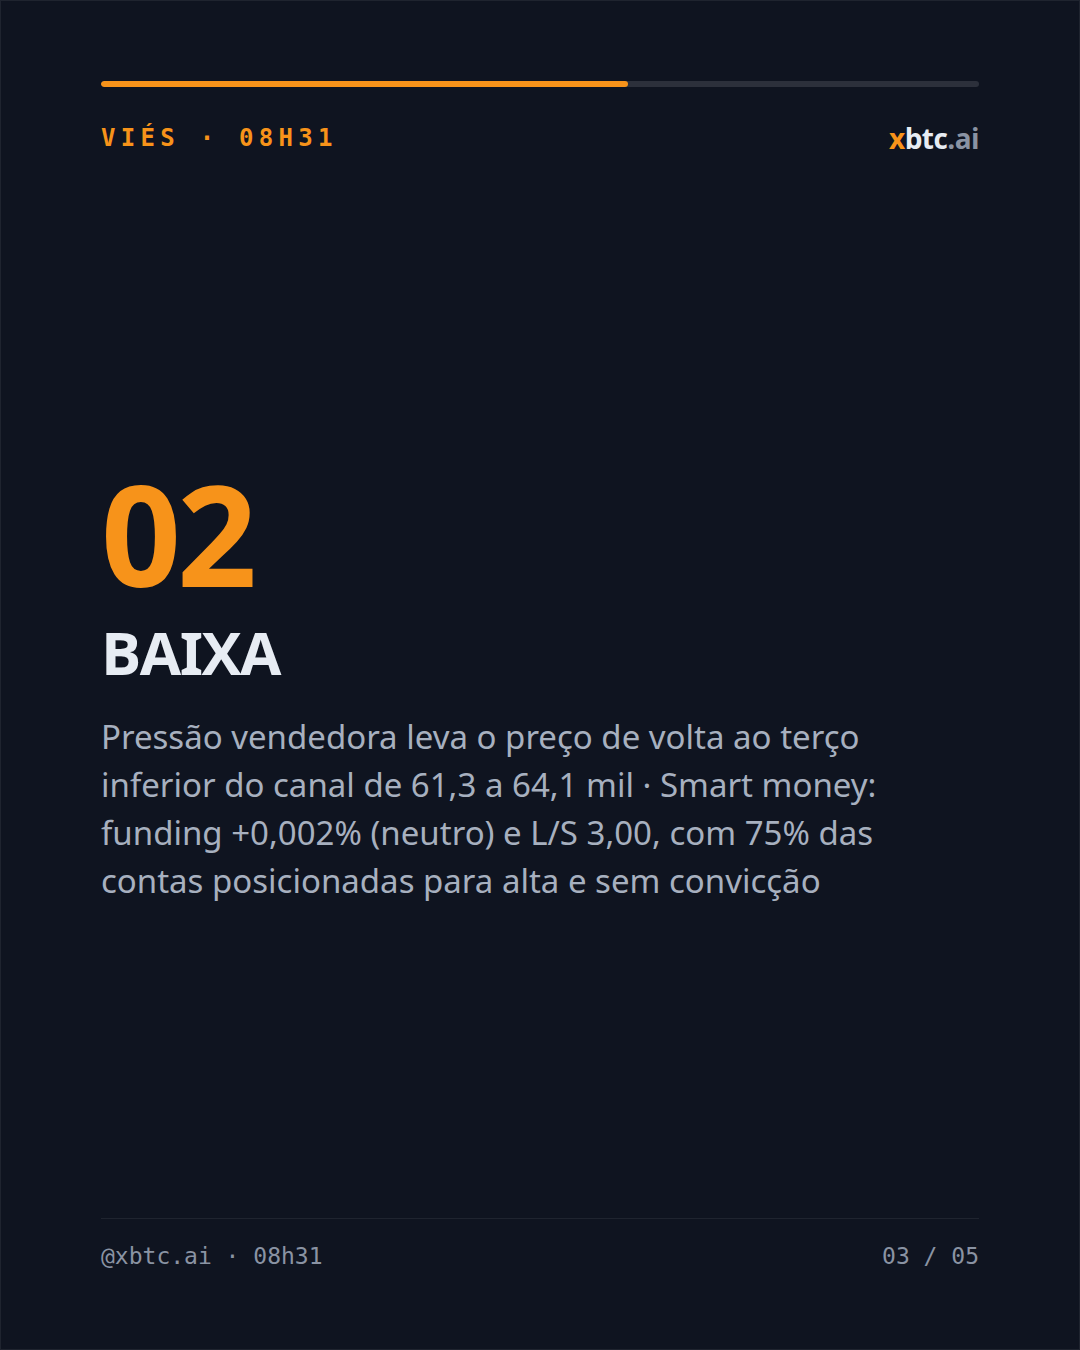 VIÉS · 08H31
xbtc.ai
02
BAIXA
Pressão vendedora leva o preço de volta ao terço
inferior do canal de 61,3 a 64,1 mil · Smart money:
funding +0,002% (neutro) e L/S 3,00, com 75% das
contas posicionadas para alta e sem convicção
@xbtc.ai · 08h31
03 / 05